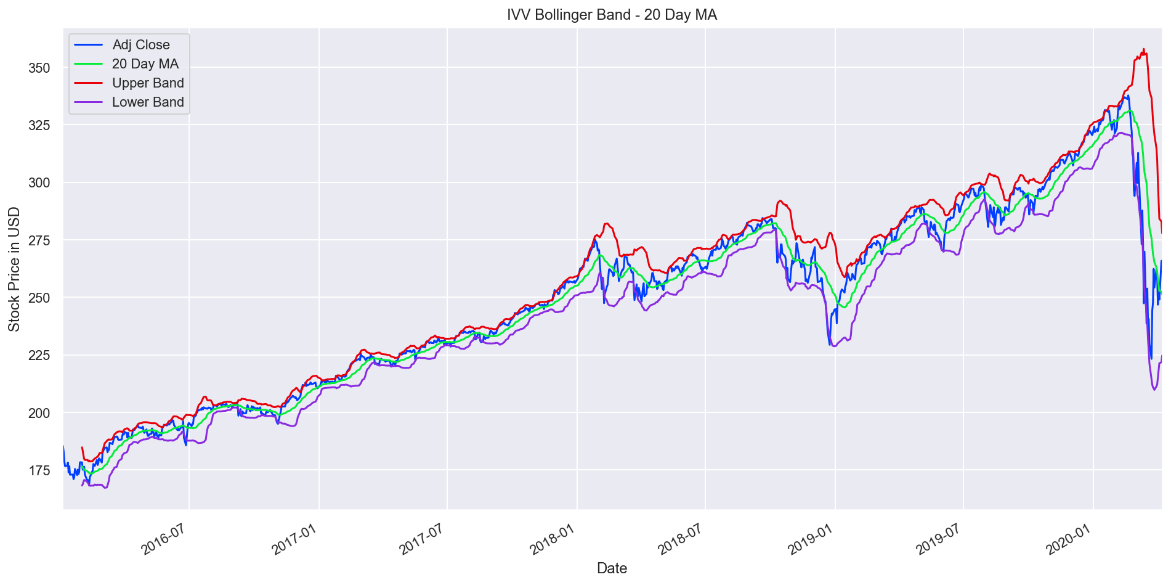 IVV Bollinger Band - 20 Day MA
Adj Close
20 Day MA
Upper Band
Lower Band
Stock Price in USD
350
325
300
275
250
225
200
175
2016-07
2017-01
2017-07
2018-01
2018-07
2019-01
2019-07
2020-01
Date